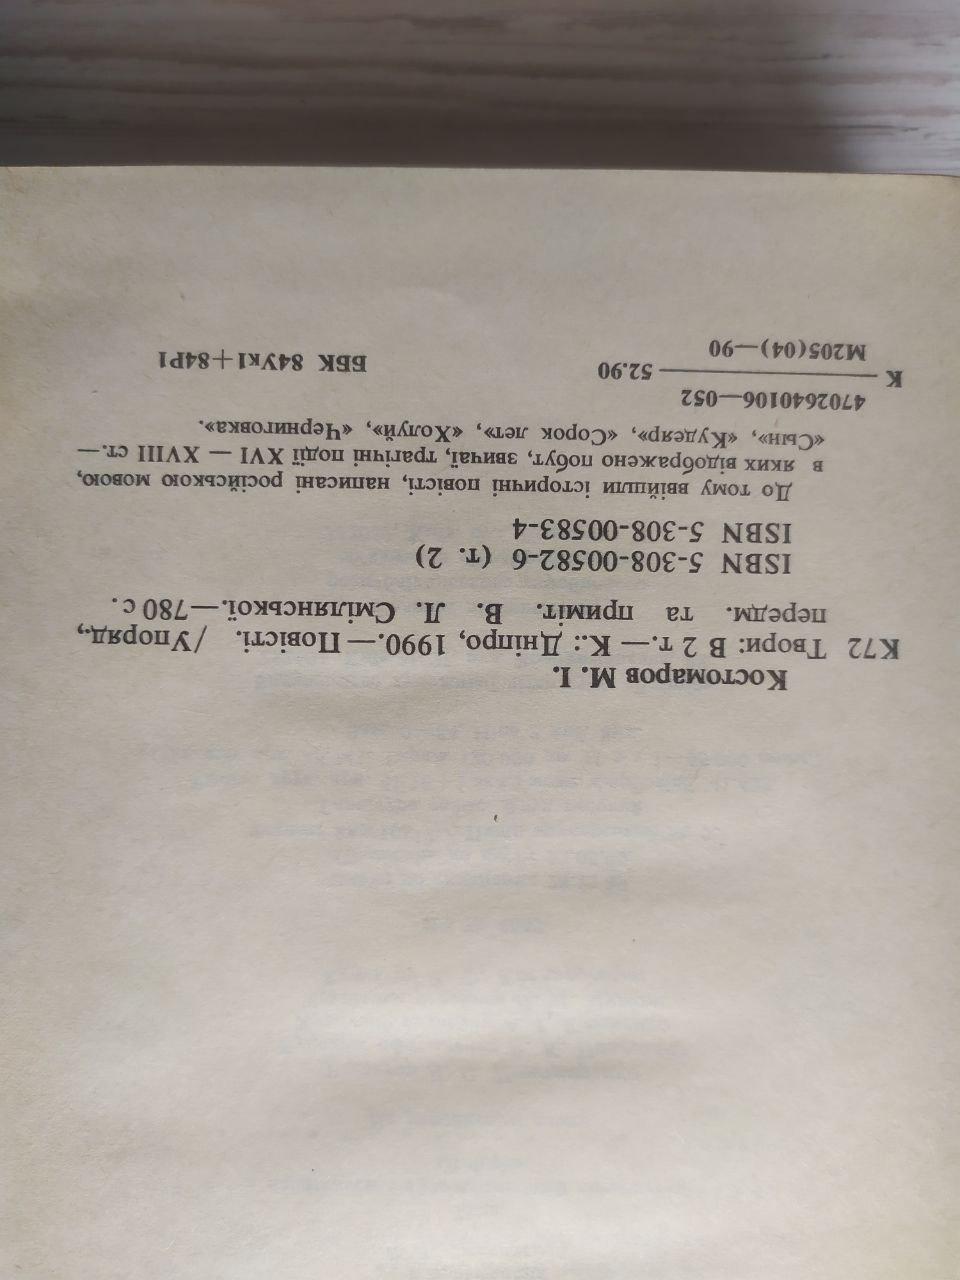 Костомаров М. І.
К72 Твори: В 2 т.— К.: Дніпро, 1990.— Повісті. /Упоряд.,
передм. та приміт. В. Л. Смілянської.—780 с.
ISBN 5-308-00582-6 (т. 2)
ISBN 5-308-00583-4
До тому ввійшли історичні повісті, написані російською мовою,
в яких відображено побут, звичаї, трагічні події XVI — XVIII ст.—
«Сын», «Кудеяр», «Сорок лет», «Холуй», «Черниговка».
4702640106—052
К ———— 52.90
М205(04)—90
ББК 84Ук1+84Р1